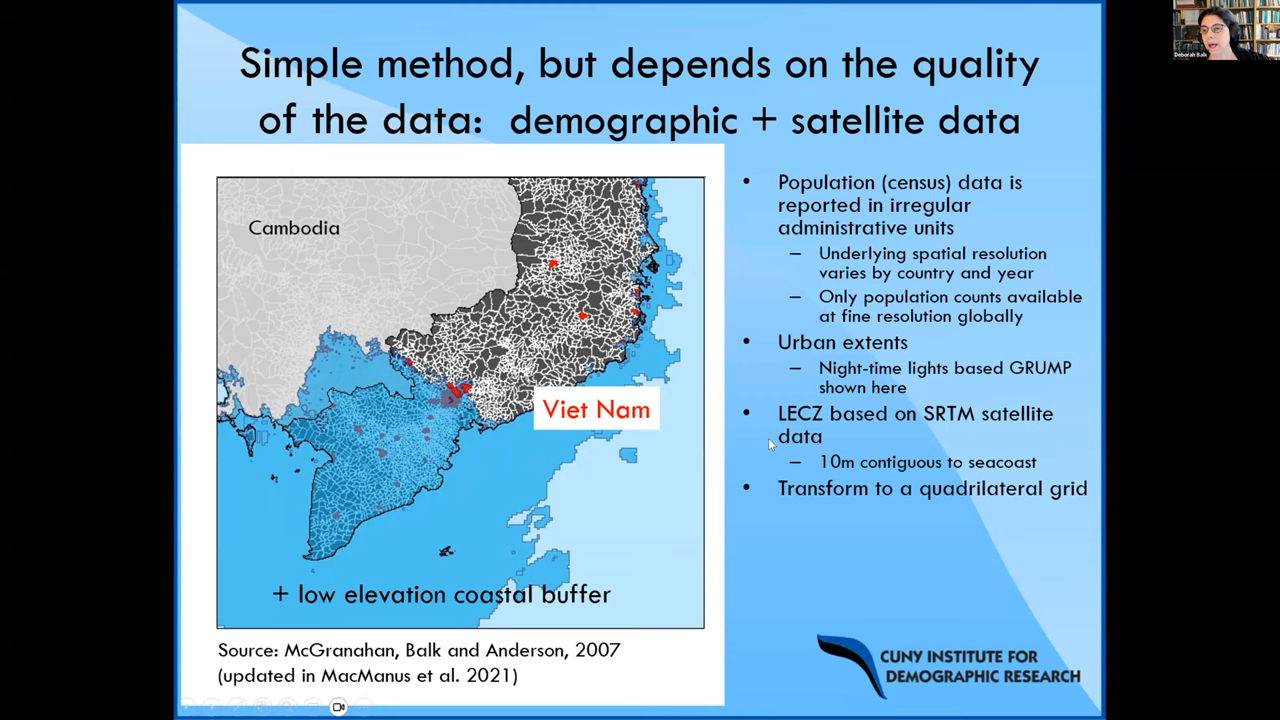 Simple method, but depends on the quality
of the data: demographic + satellite data
Cambodia
Viet Nam
+ low elevation coastal buffer
Source: McGranahan, Balk and Anderson, 2007
(updated in MacManus et al. 2021)
• Population (census) data is
reported in irregular
administrative units
– Underlying spatial resolution
varies by country and year
– Only population counts available
at fine resolution globally
• Urban extents
– Night-time lights based GRUMP
shown here
• LECZ based on SRTM satellite
data
– 10m contiguous to seacoast
• Transform to a quadrilateral grid
CUNY INSTITUTE FOR
DEMOGRAPHIC RESEARCH
Deborah Balk